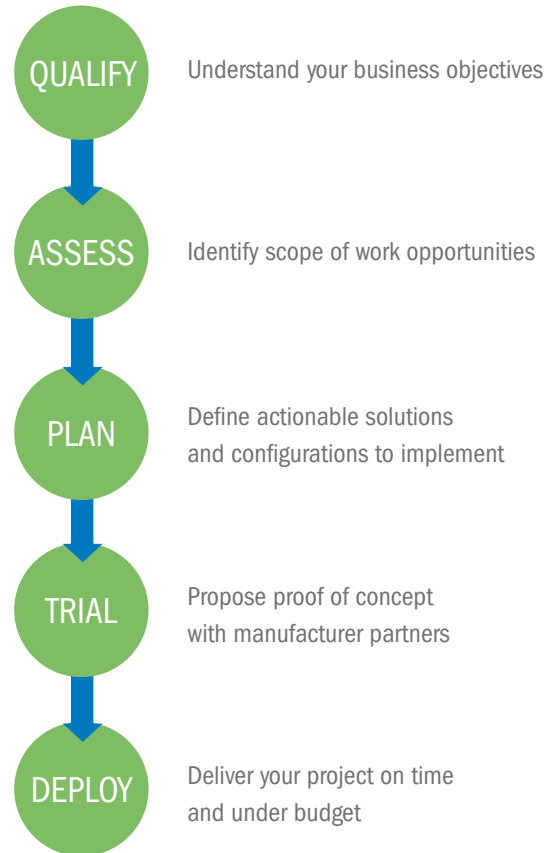 QUALIFY
Understand your business objectives
ASSESS
Identify scope of work opportunities
PLAN
Define actionable solutions
and configurations to implement
TRIAL
Propose proof of concept
with manufacturer partners
DEPLOY
Deliver your project on time
and under budget